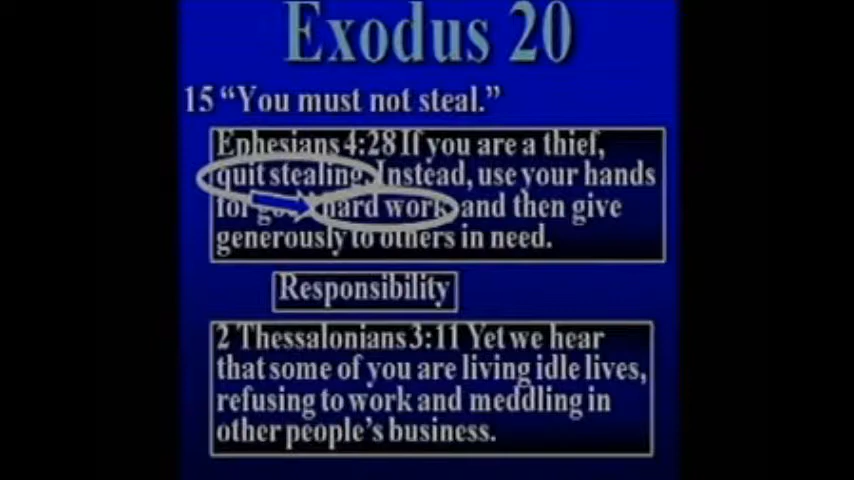 Exodus 20
15 “You must not steal.”
Ephesians 4:28 If you are a thief,
quit stealing. Instead, use your hands
for good hard work and then give
generously to others in need.
Responsibility
2 Thessalonians 3:11 Yet we hear
that some of you are living idle lives,
refusing to work and meddling in
other people’s business.